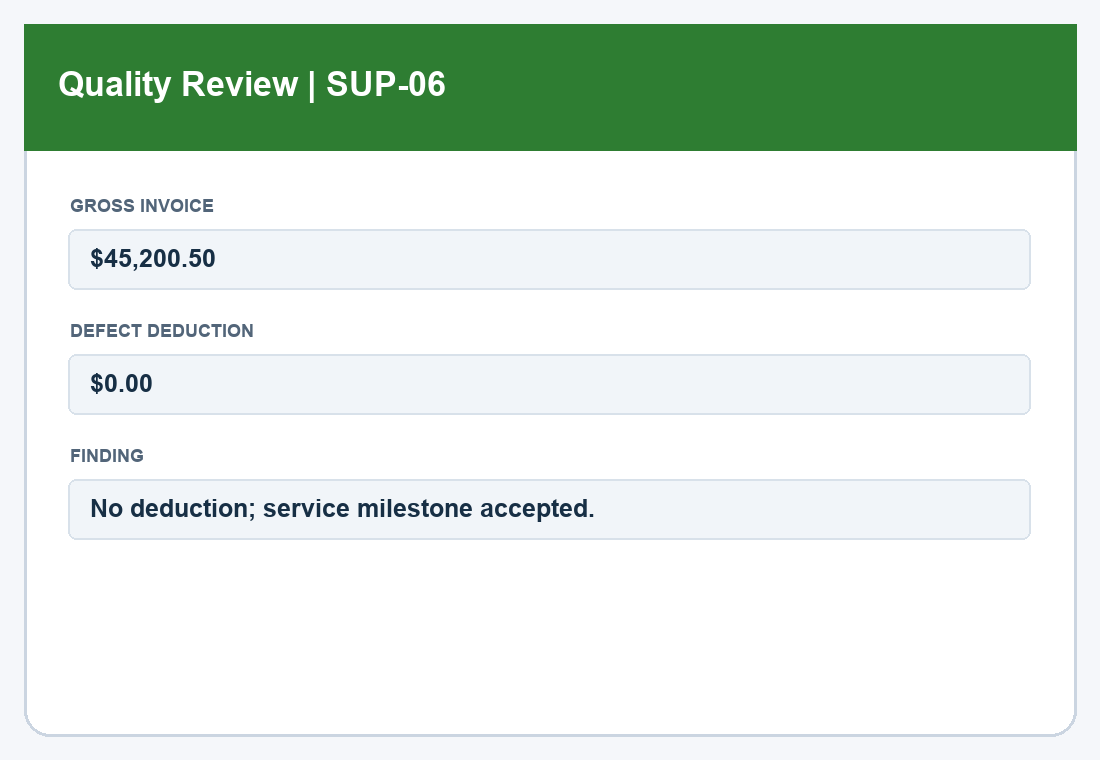 Quality Review | SUP-06
GROSS INVOICE
$45,200.50
DEFECT DEDUCTION
$0.00
FINDING
No deduction; service milestone accepted.